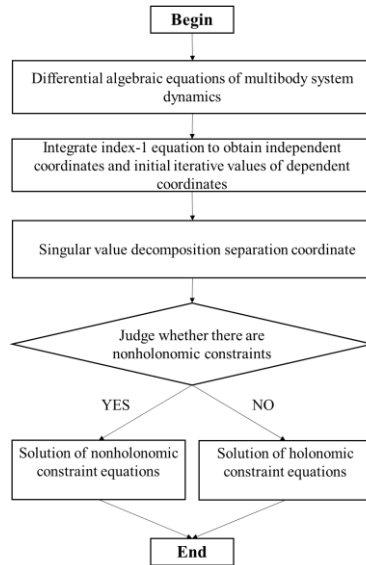 Begin
Differential algebraic equations of multibody system
dynamics
Integrate index-1 equation to obtain independent
coordinates and initial iterative values of dependent
coordinates
Singular value decomposition separation coordinate
Judge whether there are
nonholonomic constraints
YES
NO
Solution of nonholonomic
constraint equations
Solution of holonomic
constraint equations
End